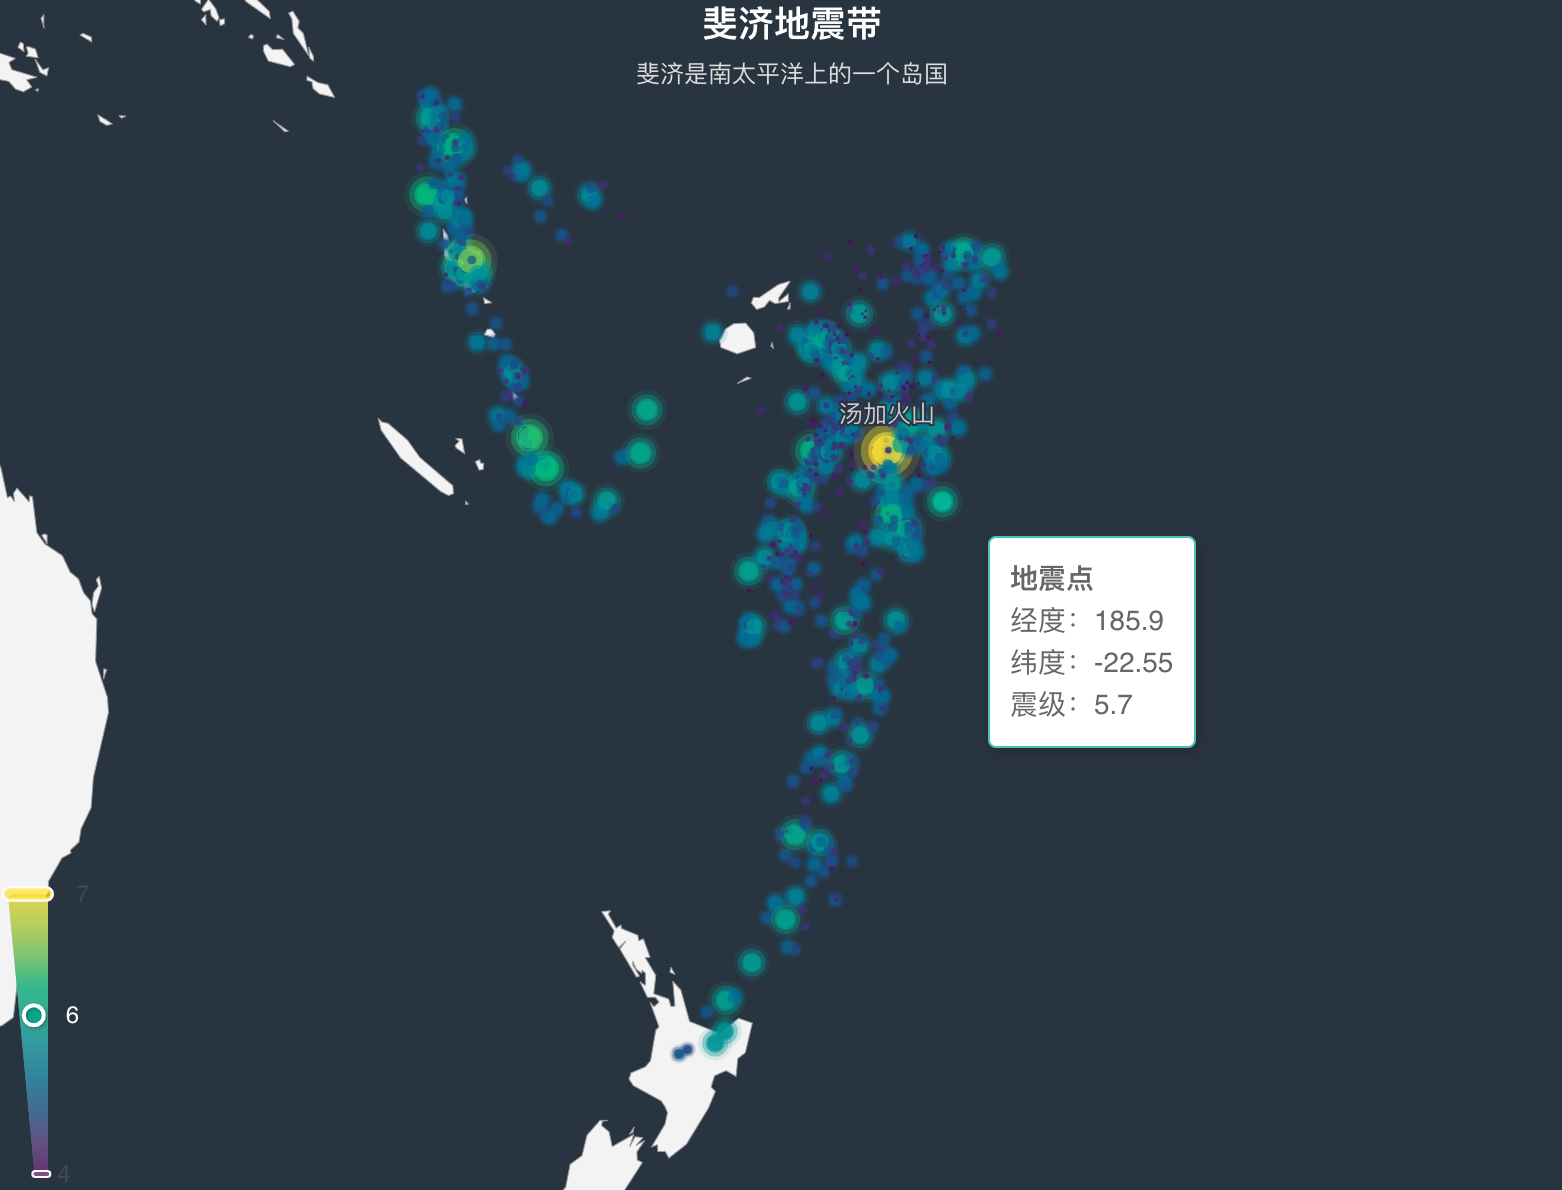 斐济地震带
斐济是南太平洋上的一个岛国
汤加火山
地震点
经度：185.9
纬度：-22.55
震级：5.7
7
6
4